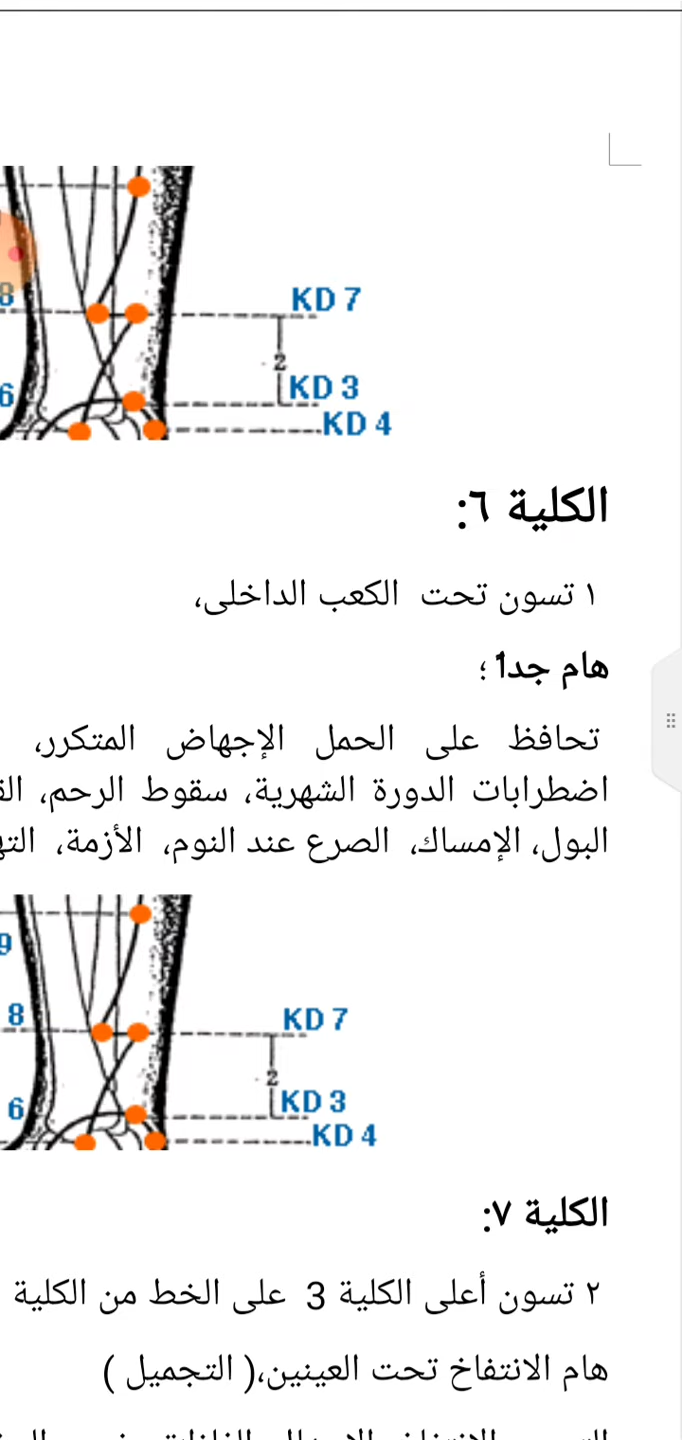 8
KD 7
2
6
KD 3
KD 4
الكلية ٦:
١ تسون تحت الكعب الداخلى،
هام جدا ؛
تحافظ على الحمل الإجهاض المتكرر،
اضطرابات الدورة الشهرية، سقوط الرحم،
البول، الإمساك، الصرع عند النوم، الأزمة،
9
8
KD 7
2
6
KD 3
KD 4
الكلية ٧:
٢ تسون أعلى الكلية 3 على الخط من الكلية
هام الانتفاخ تحت العينين،( التجميل )